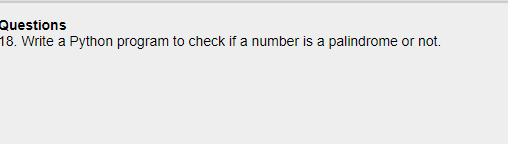 Questions
18. Write a Python program to check if a number is a palindrome or not.